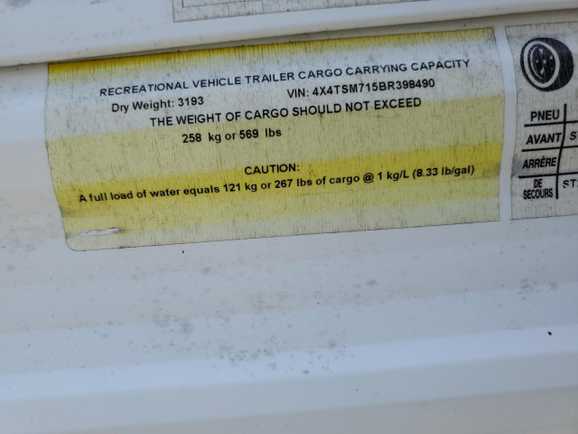 RECREATIONAL VEHICLE TRAILER CARGO CARRYING CAPACITY
Dry Weight: 3193 VIN: 4X4TSM715BR398490
THE WEIGHT OF CARGO SHOULD NOT EXCEED
258 kg or 569 lbs
CAUTION:
A full load of water equals 121 kg or 267 lbs of cargo @ 1 kg/L (8.33 lb/gal)
PNEU
AVANT S
ARRÉRE
DE SECOURS ST